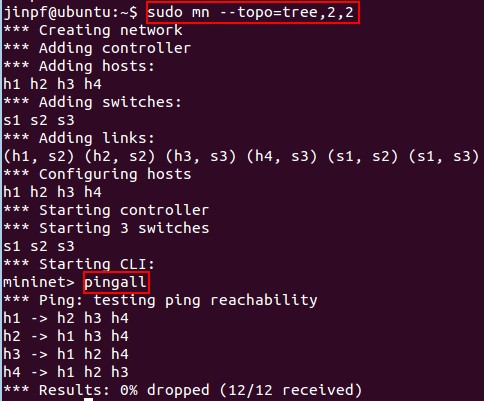 jinpf@ubuntu:~$ sudo mn --topo=tree,2,2
*** Creating network
*** Adding controller
*** Adding hosts:
h1 h2 h3 h4
*** Adding switches:
s1 s2 s3
*** Adding links:
(h1, s2) (h2, s2) (h3, s3) (h4, s3) (s1, s2) (s1, s3)
*** Configuring hosts
h1 h2 h3 h4
*** Starting controller
*** Starting 3 switches
s1 s2 s3
*** Starting CLI:
mininet> pingall
*** Ping: testing ping reachability
h1 -> h2 h3 h4
h2 -> h1 h3 h4
h3 -> h1 h2 h4
h4 -> h1 h2 h3
*** Results: 0% dropped (12/12 received)